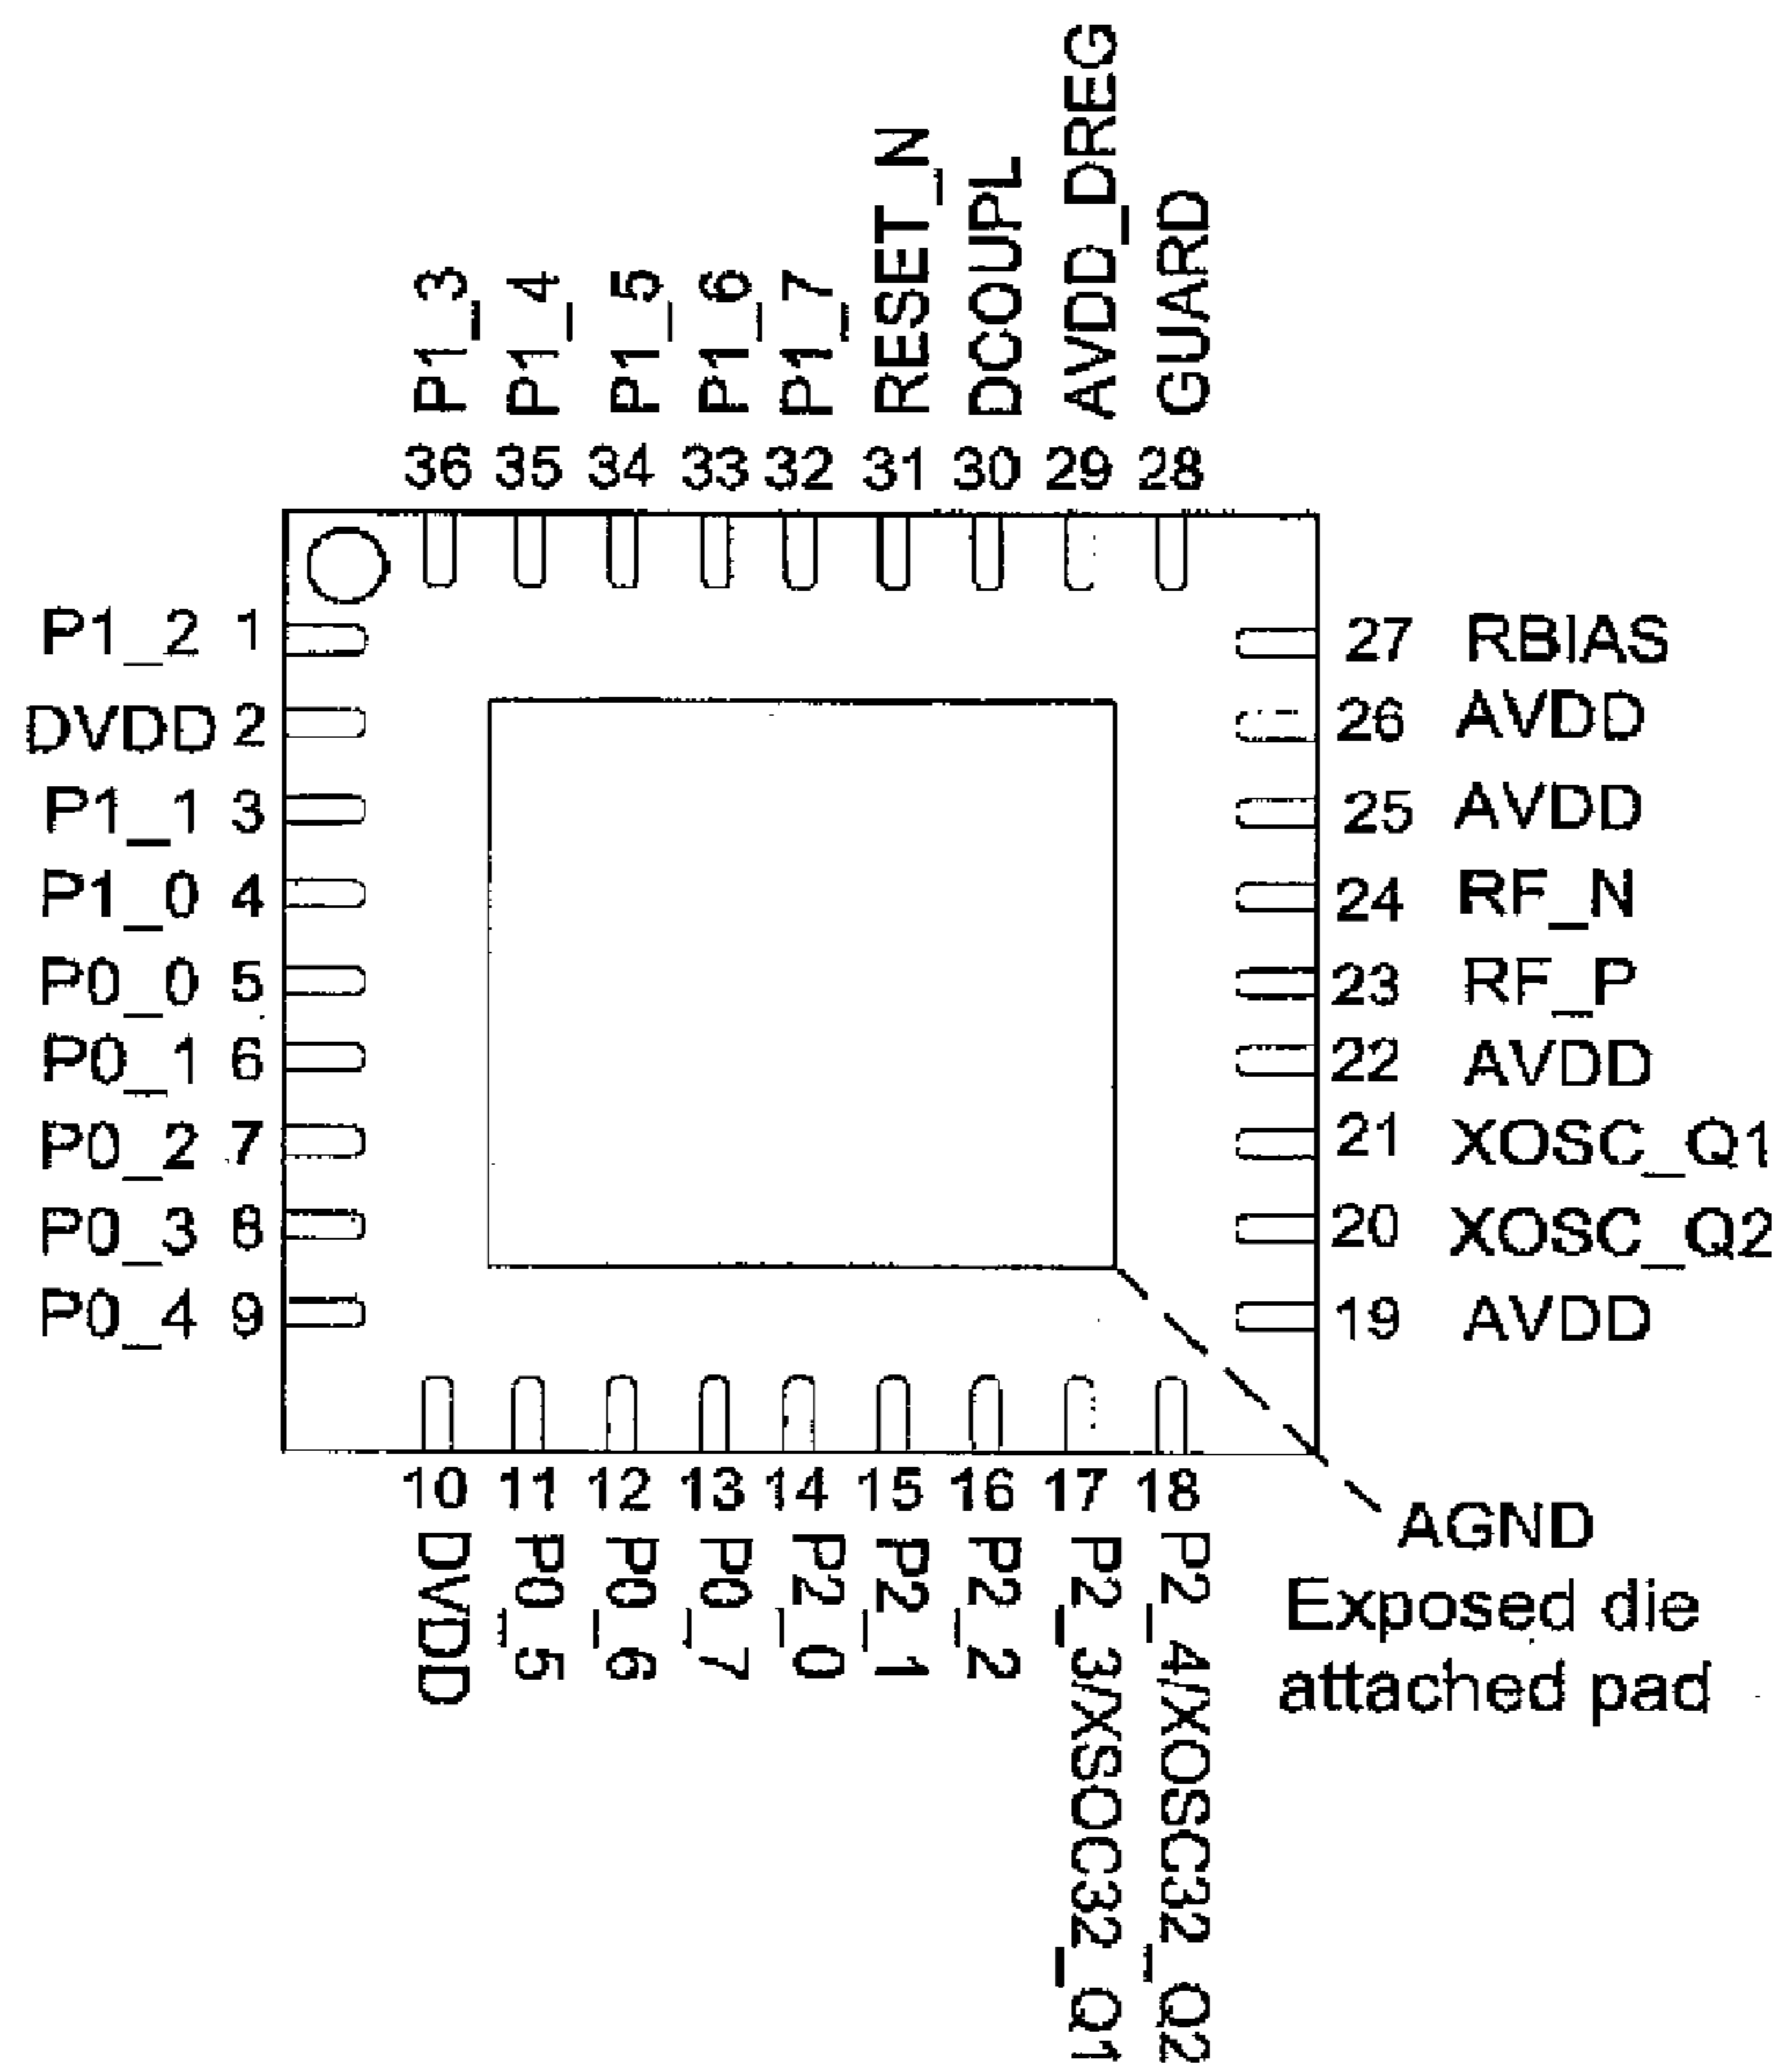 P1_3
P1_4
P1_5
P1_6
P1_7
RESET_N
DCOUPL
AVDD_DREG
GUARD
36 35 34 33 32 31 30 29 28
P1_2 1
DVDD 2
P1_1 3
P1_0 4
P0_0 5
P0_1 6
P0_2 7
P0_3 8
P0_4 9
27 RBIAS
26 AVDD
25 AVDD
24 RF_N
23 RF_P
22 AVDD
21 XOSC_Q1
20 XOSC_Q2
19 AVDD
10 11 12 13 14 15 16 17 18
DVDD
P0_5
P0_6
P0_7
P2_0
P2_1
P2_2
P2_3/XSOC32_Q1
P2_4/XOSC32_Q2
AGND
Exposed die
attached pad